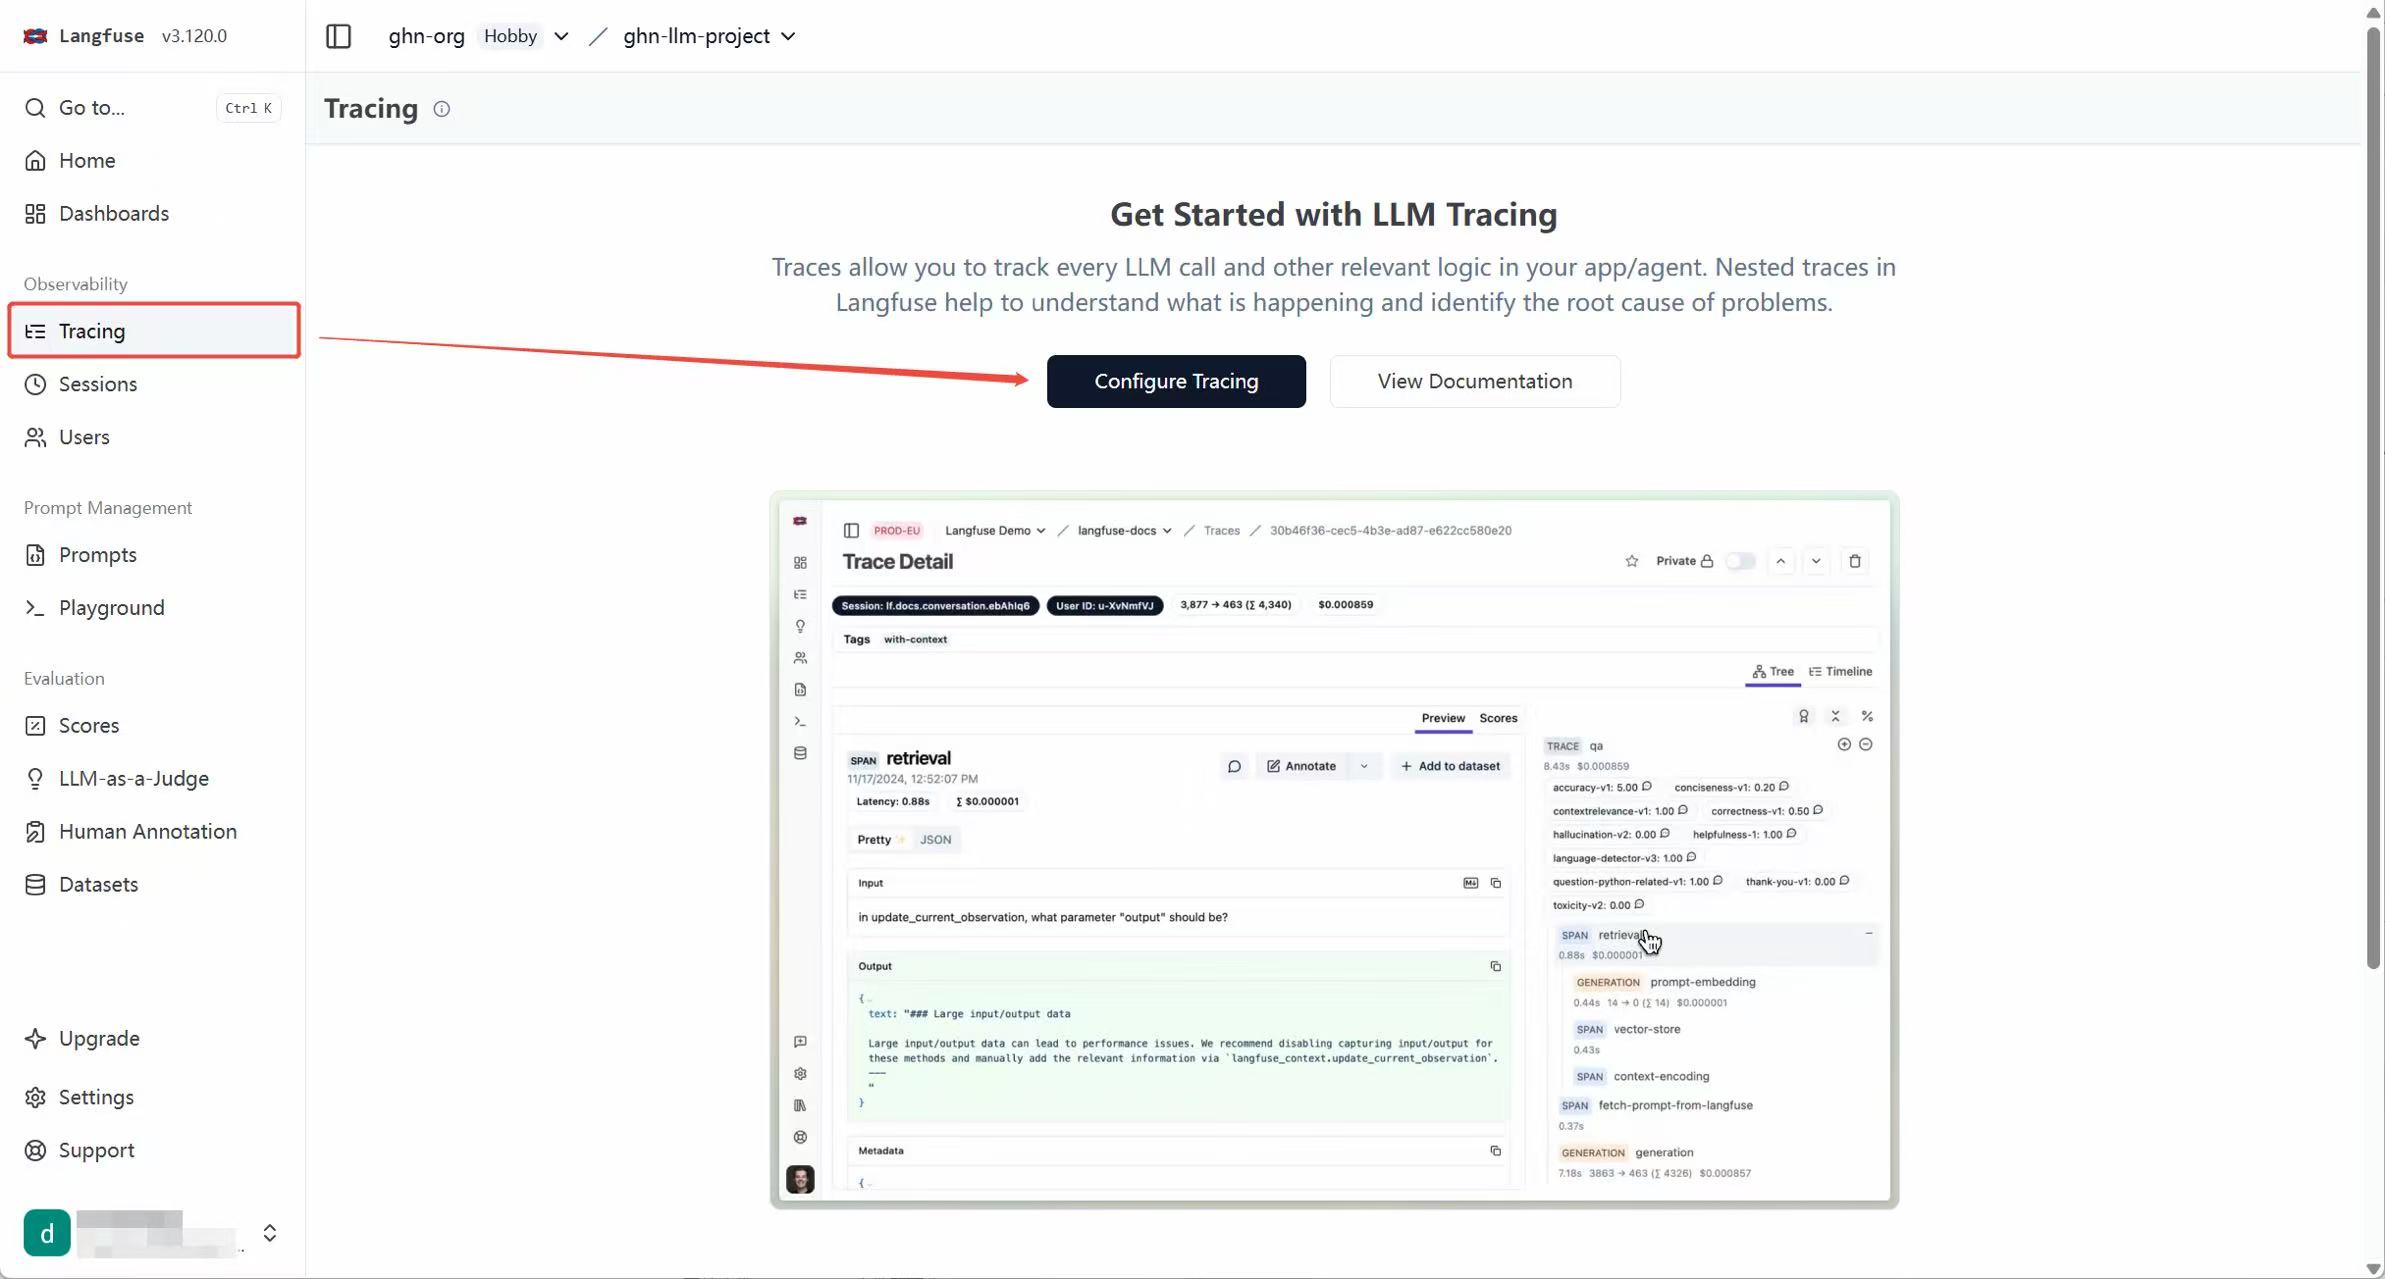 Langfuse v3.120.0
ghn-org Hobby / ghn-llm-project
Go to... Ctrl K
Home
Dashboards
Observability
Tracing
Sessions
Users
Prompt Management
Prompts
Playground
Evaluation
Scores
LLM-as-a-Judge
Human Annotation
Datasets
Upgrade
Settings
Support
d
Tracing
Get Started with LLM Tracing
Traces allow you to track every LLM call and other relevant logic in your app/agent. Nested traces in
Langfuse help to understand what is happening and identify the root cause of problems.
Configure Tracing View Documentation
PROD-EU Langfuse Demo / langfuse-docs / Traces / 30b46f36-cec5-4b3e-ad87-e622cc580e20
Trace Detail Private
Session: lf.docs.conversation.ebAhlq6 User ID: u-XvNmfVJ 3,877 → 463 (∑ 4,340) $0.000859
Tags with-context
Tree Timeline
Preview Scores
SPAN retrieval
11/17/2024, 12:52:07 PM
Annotate + Add to dataset
Latency: 0.88s ∑ $0.000001
Pretty ✨ JSON
Input
in update_current_observation, what parameter "output" should be?
Output
{
text: "### Large input/output data
Large input/output data can lead to performance issues. We recommend disabling capturing input/output for
these methods and manually add the relevant information via `langfuse_context.update_current_observation`.
---
"
}
Metadata
{
TRACE qa
8.43s $0.000859
accuracy-v1: 5.00 conciseness-v1: 0.20
contextrelevance-v1: 1.00 correctness-v1: 0.50
hallucination-v2: 0.00 helpfulness-1: 1.00
language-detector-v3: 1.00
question-python-related-v1: 1.00 thank-you-v1: 0.00
toxicity-v2: 0.00
SPAN retrieval
0.88s $0.000001
GENERATION prompt-embedding
0.44s 14 → 0 (∑ 14) $0.000001
SPAN vector-store
0.43s
SPAN context-encoding
SPAN fetch-prompt-from-langfuse
0.37s
GENERATION generation
7.18s 3863 → 463 (∑ 4326) $0.000857